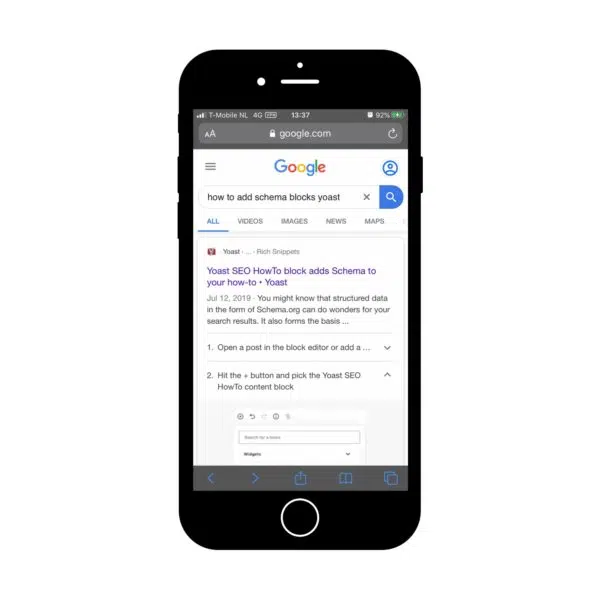 T-Mobile NL 4G VPN 13:37 92%
AA google.com
Google
how to add schema blocks yoast
ALL VIDEOS IMAGES NEWS MAPS
Yoast · ... · Rich Snippets
Yoast SEO HowTo block adds Schema to
your how-to • Yoast
Jul 12, 2019 · You might know that structured data
in the form of Schema.org can do wonders for your
search results. It also forms the basis ...
1. Open a post in the block editor or add a ...
2. Hit the + button and pick the Yoast SEO
HowTo content block
Search for a block
Widgets